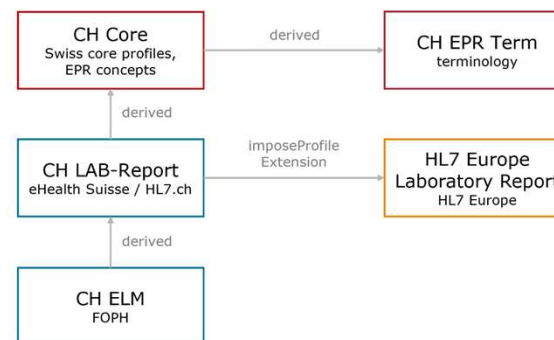 CH Core
Swiss core profiles,
EPR concepts
derived
CH EPR Term
terminology
derived
CH LAB-Report
eHealth Suisse / HL7.ch
imposeProfile
Extension
HL7 Europe
Laboratory Report
HL7 Europe
derived
CH ELM
FOPH